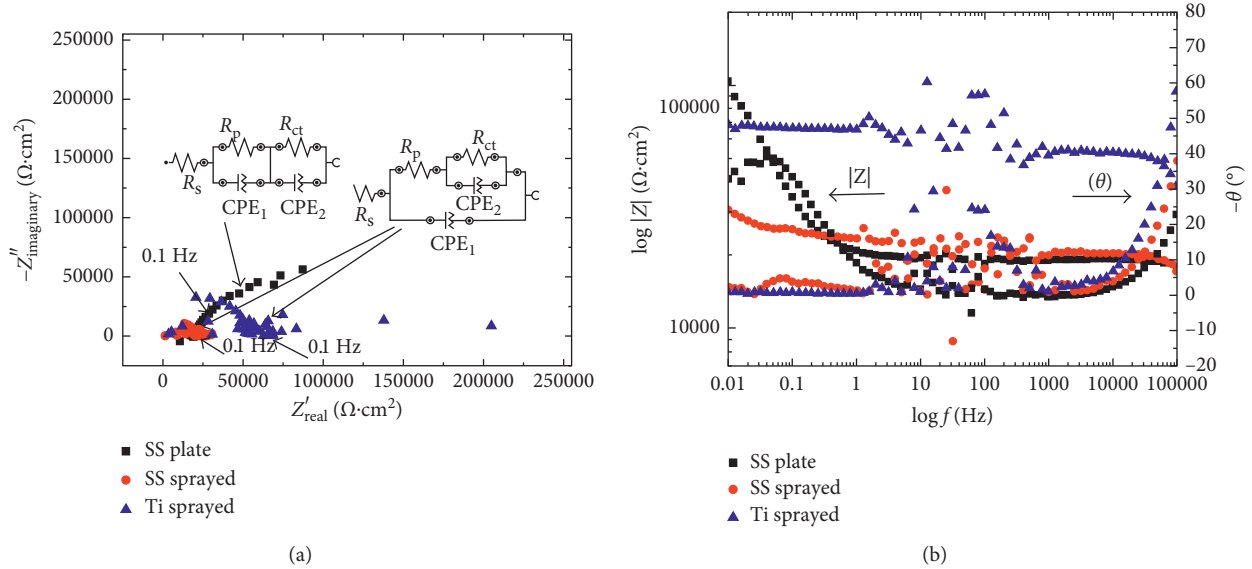 250000
200000
150000
100000
50000
0
−Z″imaginary (Ω·cm2)
Rp
Rct
Rs
CPE1
CPE2
Rp
Rct
Rs
CPE2
CPE1
0.1 Hz
0.1 Hz
0.1 Hz
0 50000 100000 150000 200000 250000
Z′real (Ω·cm2)
SS plate
SS sprayed
Ti sprayed
(a)
100000
10000
log |Z| (Ω·cm2)
|Z|
(θ)
80
70
60
50
40
30
20
10
0
−10
−20
−θ (°)
0.01 0.1 1 10 100 1000 10000 100000
log f (Hz)
SS plate
SS sprayed
Ti sprayed
(b)